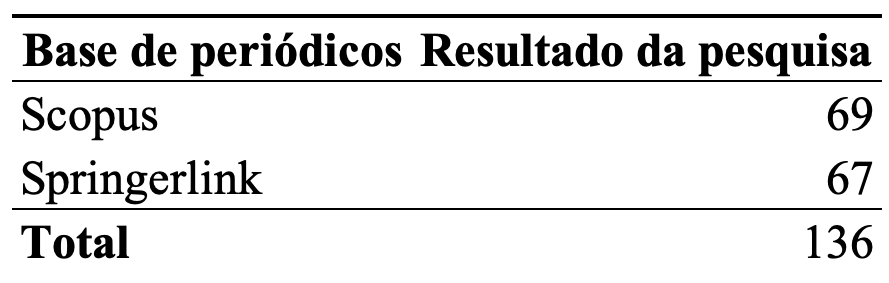 Base de periódicos Resultado da pesquisa
Scopus 69
Springerlink 67
Total 136